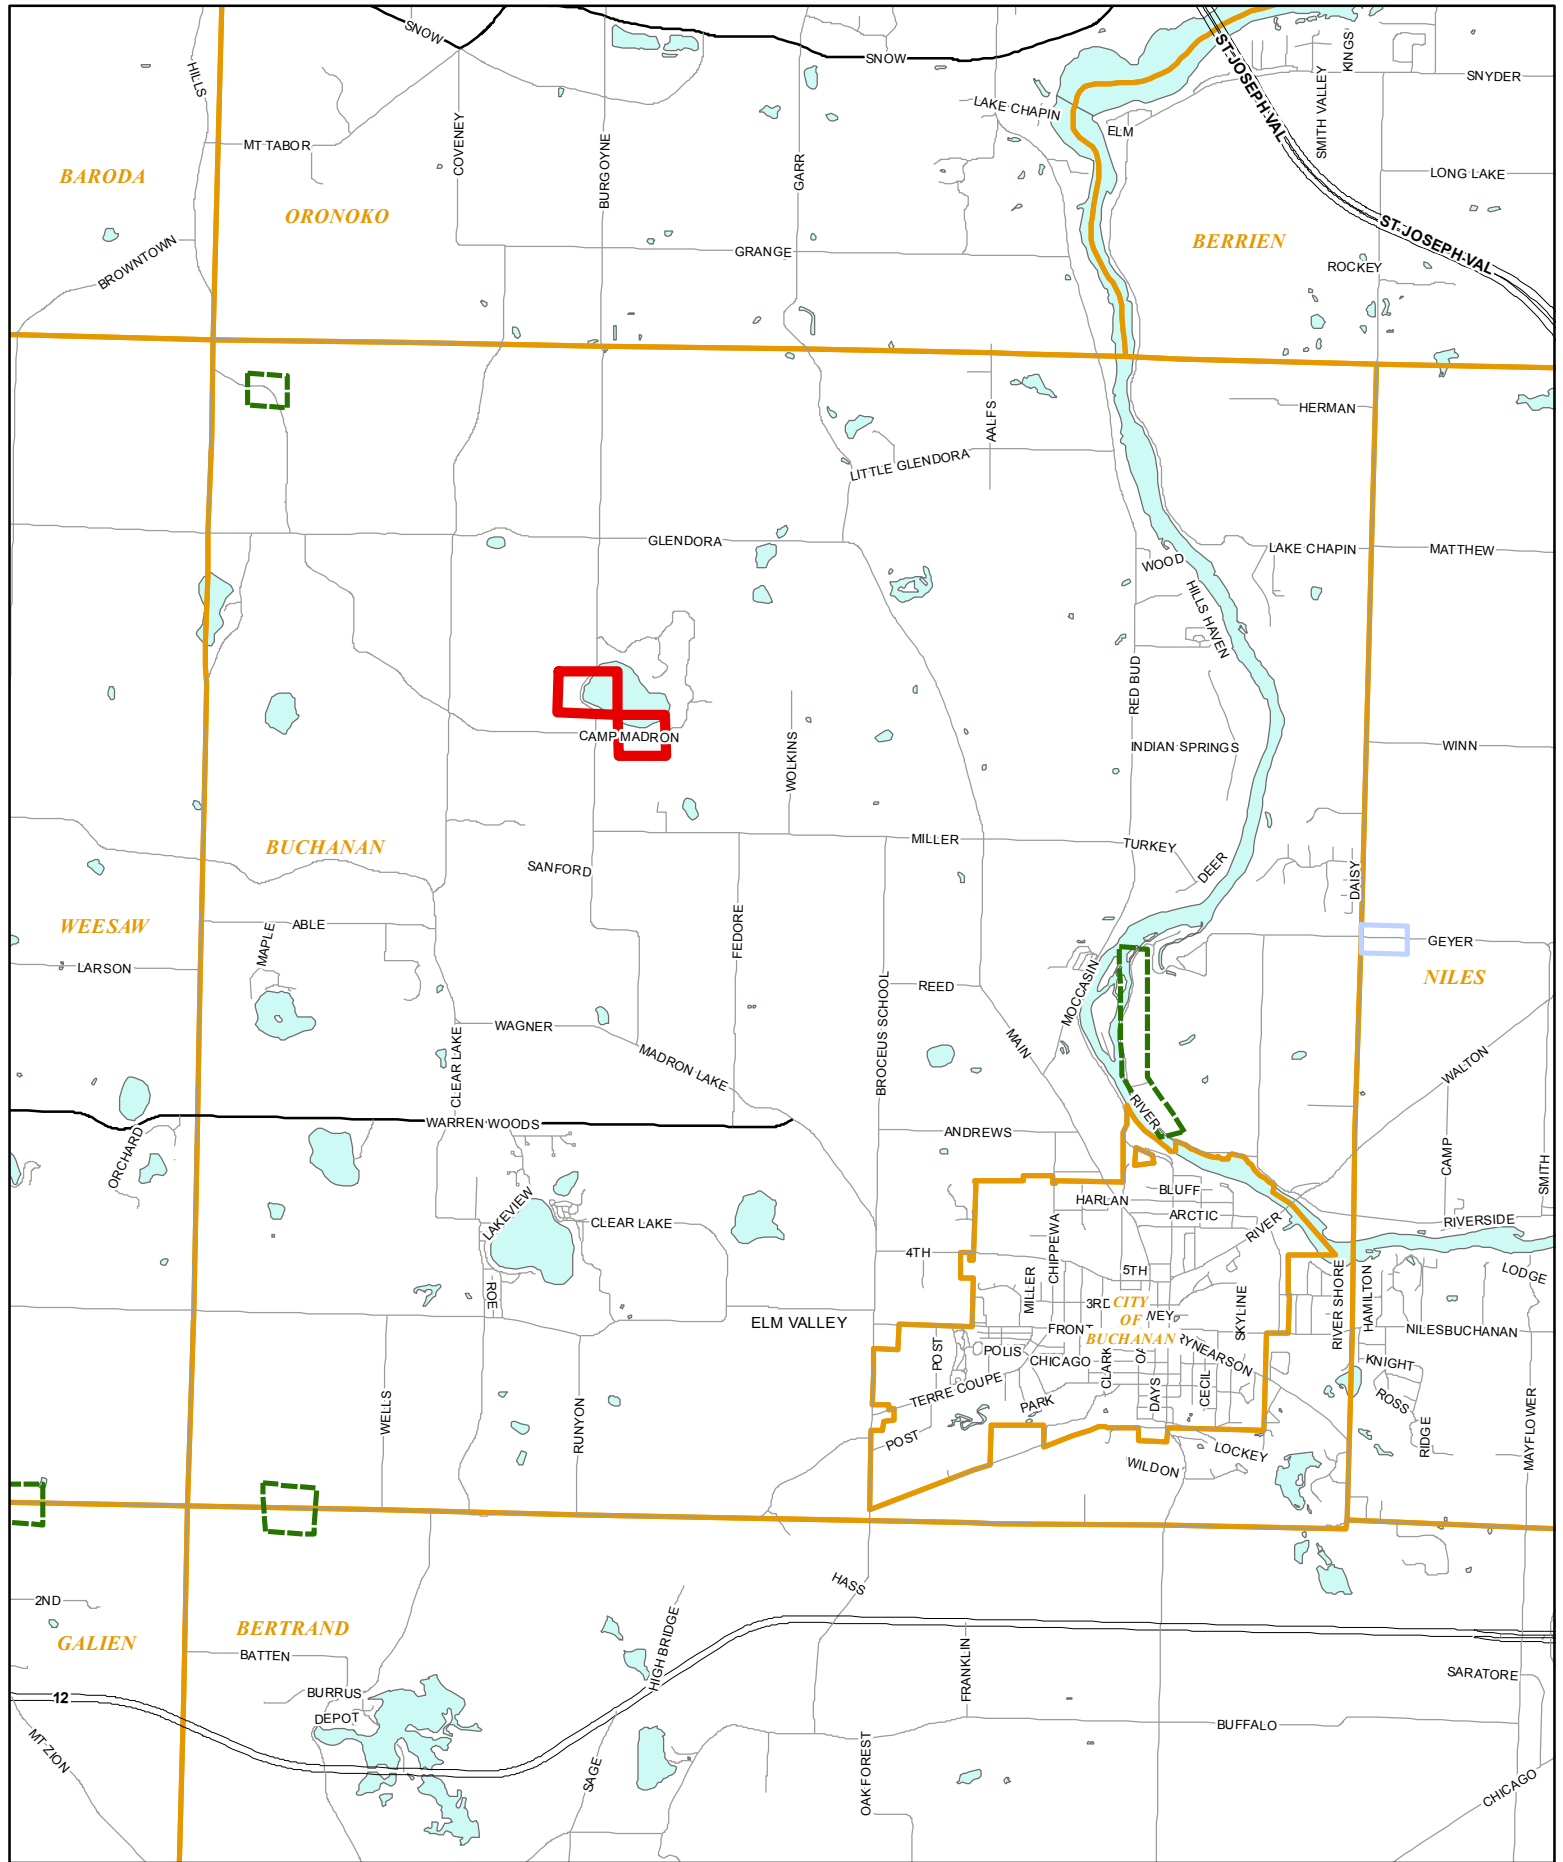 SNOW
SNOW
ST-JOSEPH-VAL
KINGS
SNYDER
HILLS
SMITH VALLEY
LAKE CHAPIN
ELM
MT TABOR
COVENEY
BURGOYNE
GARR
BARODA
LONG LAKE
ORONOKO
ST-JOSEPH-VAL
BERRIEN
BROWNTOWN
GRANGE
ROCKEY
HERMAN
AALFS
LITTLE GLENDORA
GLENDORA
LAKE CHAPIN
MATTHEW
WOOD
HILLS HAVEN
RED BUD
CAMP MADRON
WOLKINS
INDIAN SPRINGS
WINN
BUCHANAN
MILLER
TURKEY
SANFORD
DEER
DAISY
WEESAW
ABLE
MAPLE
FEDORE
GEYER
LARSON
NILES
BROCEUS SCHOOL
REED
MOCCASIN
WAGNER
MAIN
CLEAR LAKE
MADRON LAKE
WALTON
RIVER
WARREN WOODS
ANDREWS
ORCHARD
CAMP
SMITH
BLUFF
HARLAN
LAKEVIEW
CLEAR LAKE
CHIPPEWA
ARCTIC
RIVER
RIVERSIDE
4TH
5TH
LODGE
ROE
MILLER
3RD
CITY
OF
BUCHANAN
WEY
SKYLINE
RIVER SHORE
HAMILTON
ELM VALLEY
FRONT
NILESBUCHANAN
POST
POLIS
CHICAGO
CLARK
OA
RYNEARSON
KNIGHT
TERRE COUPE
PARK
DAYS
CECIL
ROSS
WELLS
RUNYON
POST
LOCKEY
RIDGE
MAYFLOWER
WILDON
HASS
2ND
BERTRAND
GALIEN
BATTEN
HIGH BRIDGE
FRANKLIN
SARATORE
12
BURRUS
DEPOT
BUFFALO
MT ZION
SAGE
OAK FOREST
CHICAGO